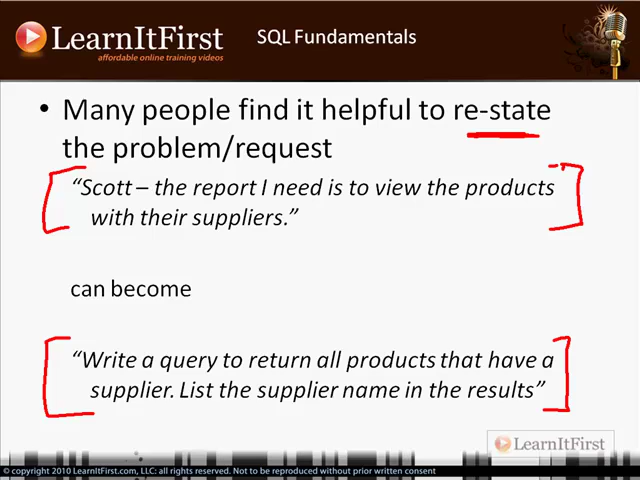 LearnItFirst
affordable online training videos
SQL Fundamentals
• Many people find it helpful to re-state
the problem/request
“Scott – the report I need is to view the products
with their suppliers.”
can become
“Write a query to return all products that have a
supplier. List the supplier name in the results”
LearnItFirst
© copyright 2010 LearnItFirst.com, LLC: all rights reserved. Not to be reproduced without prior written consent